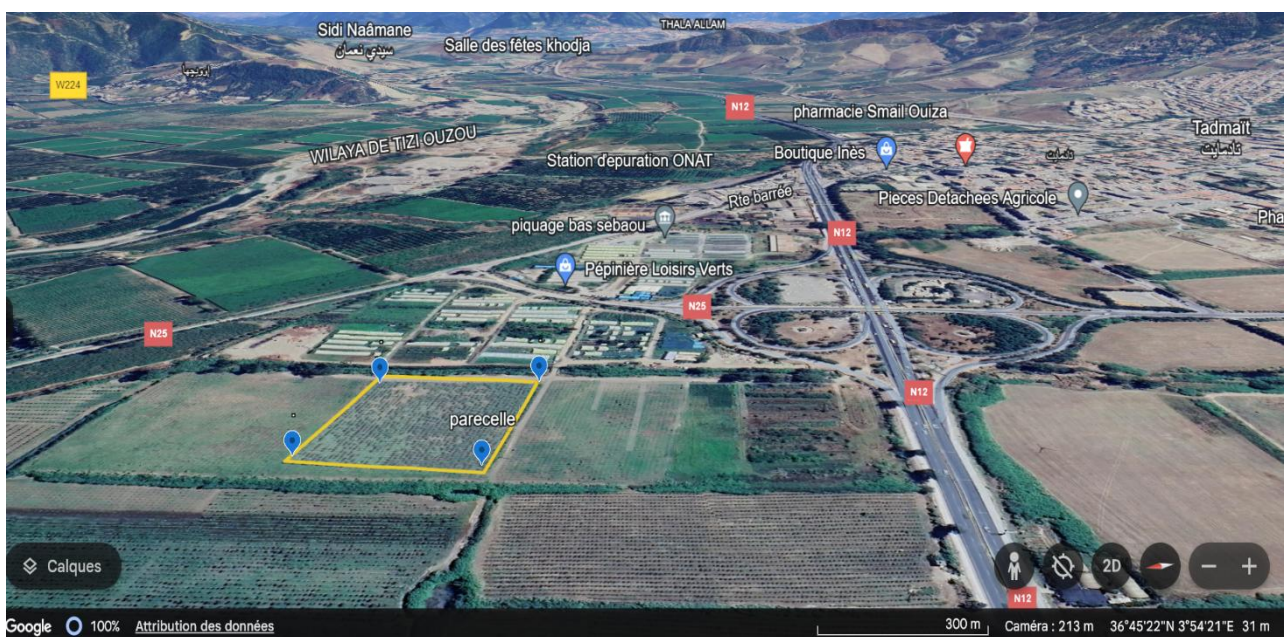 THALA ALLAM
Sidi Naâmane
سيدي نعمان
Salle des fêtes khodja
W224
N12
pharmacie Smail Ouiza
Tadmaït
تادمايت
WILAYA DE TIZI OUZOU
Station d'epuration ONAT
Boutique Inès
تادمايت
Rte barrée
Pieces Detachees Agricole
piquage bas sebaou
N12
Pha
Pépinière Loisirs Verts
N25
N25
N12
parecelle
Calques
2D
N12
Google
100%
Attribution des données
300 m
Caméra : 213 m
36°45'22"N 3°54'21"E
31 m